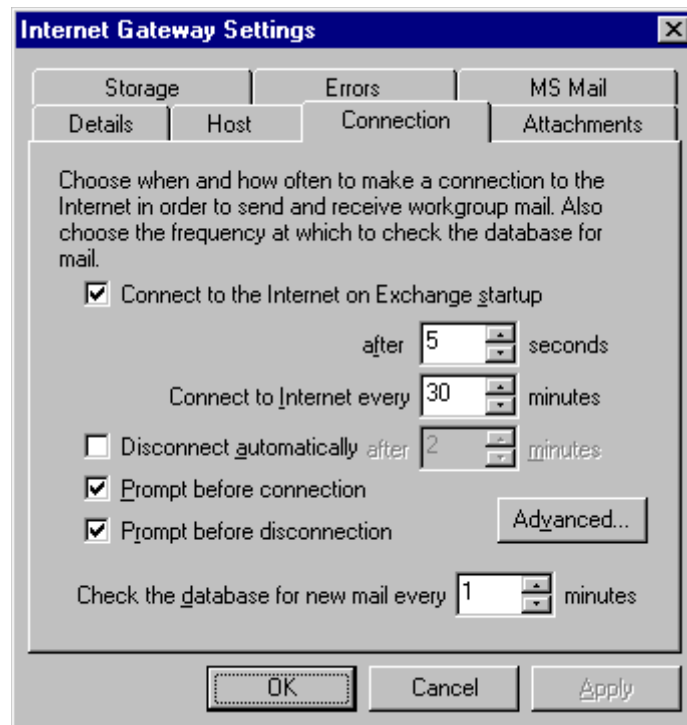 Internet Gateway Settings
Storage Errors MS Mail
Details Host Connection Attachments
Choose when and how often to make a connection to the
Internet in order to send and receive workgroup mail. Also
choose the frequency at which to check the database for
mail.
Connect to the Internet on Exchange startup
after 5 seconds
Connect to Internet every 30 minutes
Disconnect automatically after 2 minutes
Prompt before connection
Prompt before disconnection
Advanced...
Check the database for new mail every 1 minutes
OK Cancel Apply